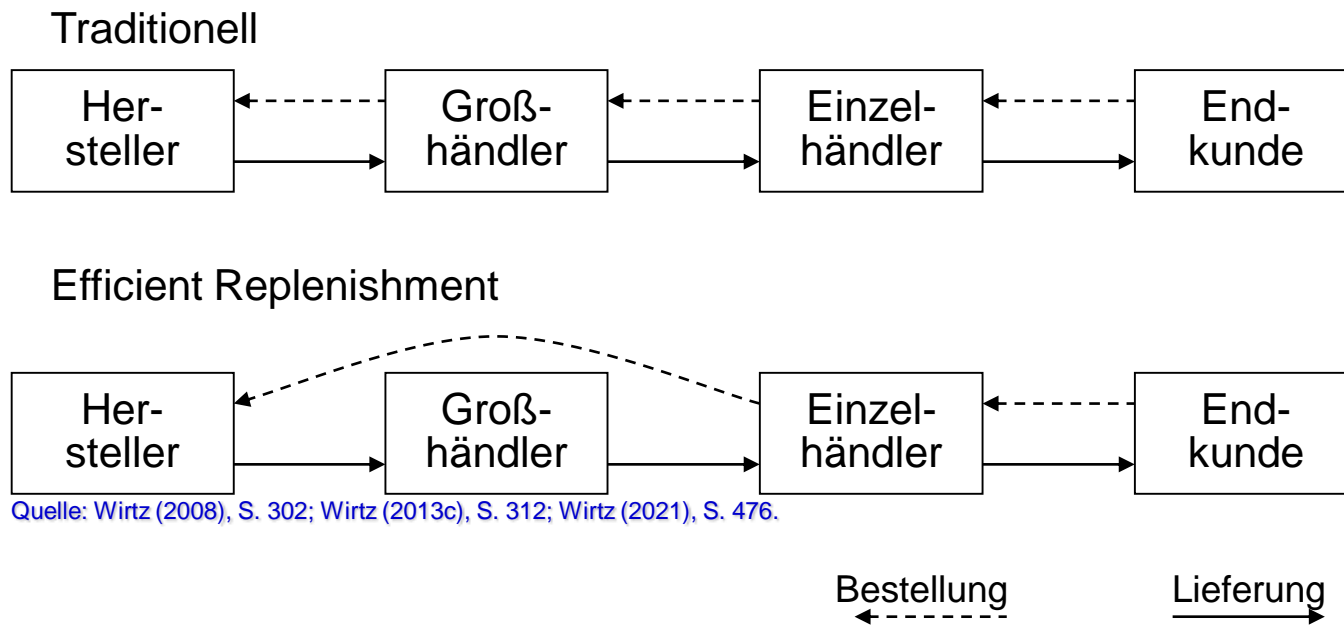 Traditionell
Her-
steller
Groß-
händler
Einzel-
händler
End-
kunde
Efficient Replenishment
Her-
steller
Groß-
händler
Einzel-
händler
End-
kunde
Quelle: Wirtz (2008), S. 302; Wirtz (2013c), S. 312; Wirtz (2021), S. 476.
Bestellung
Lieferung